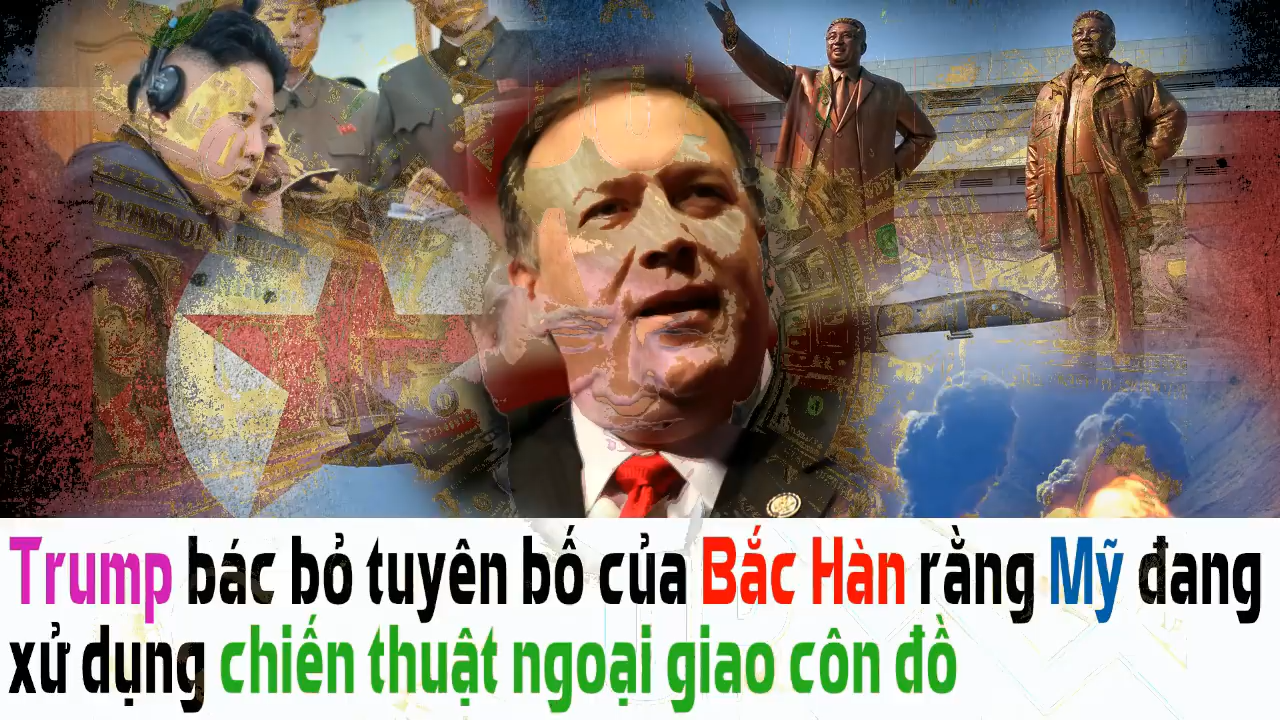 Trump bác bỏ tuyên bố của Bắc Hàn rằng Mỹ đang
xử dụng chiến thuật ngoại giao côn đồ